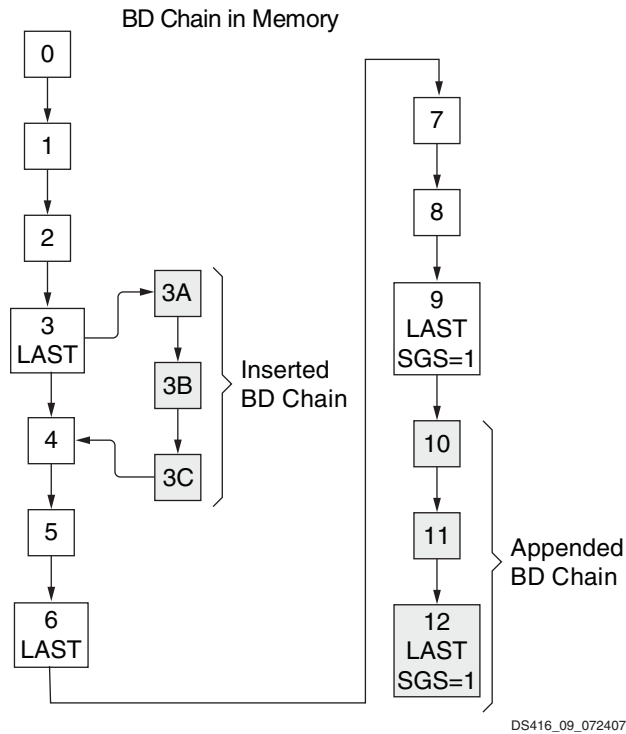 BD Chain in Memory
0
1
2
3
LAST
3A
3B
3C
Inserted
BD Chain
4
5
6
LAST
7
8
9
LAST
SGS=1
10
11
12
LAST
SGS=1
Appended
BD Chain
DS416_09_072407